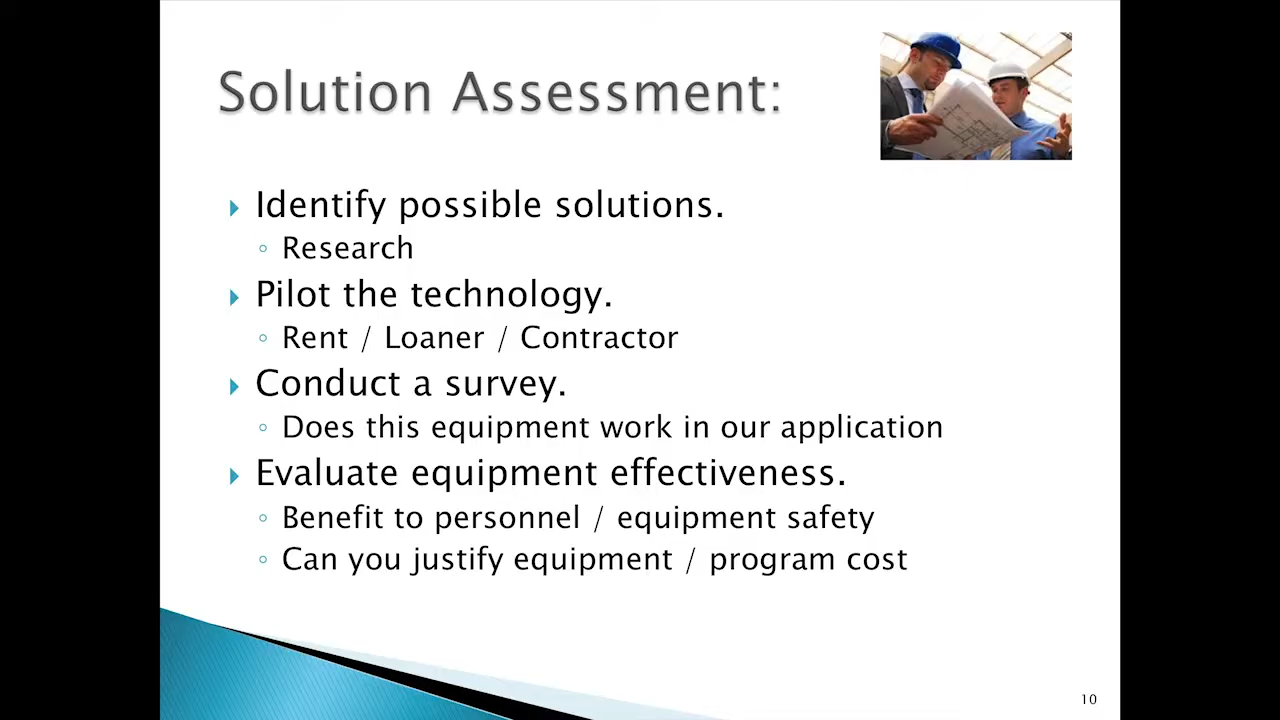 Solution Assessment:
Identify possible solutions.
Research
Pilot the technology.
Rent / Loaner / Contractor
Conduct a survey.
Does this equipment work in our application
Evaluate equipment effectiveness.
Benefit to personnel / equipment safety
Can you justify equipment / program cost
10